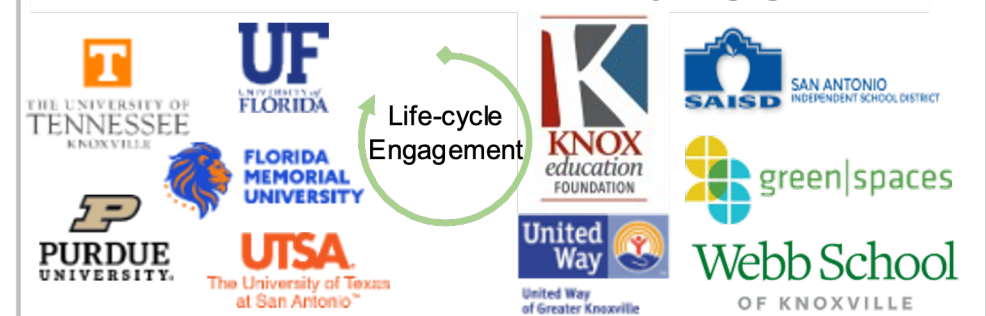 T
THE UNIVERSITY OF
TENNESSEE
KNOXVILLE
UF
UNIVERSITY of
FLORIDA
FLORIDA
MEMORIAL
UNIVERSITY
P
PURDUE
UNIVERSITY.
UTSA.
The University of Texas
at San Antonio™
Life-cycle
Engagement
K
KNOX
education
FOUNDATION
SAISD
SAN ANTONIO
INDEPENDENT SCHOOL DISTRICT
green|spaces
United
Way
United Way
of Greater Knoxville
Webb School
OF KNOXVILLE